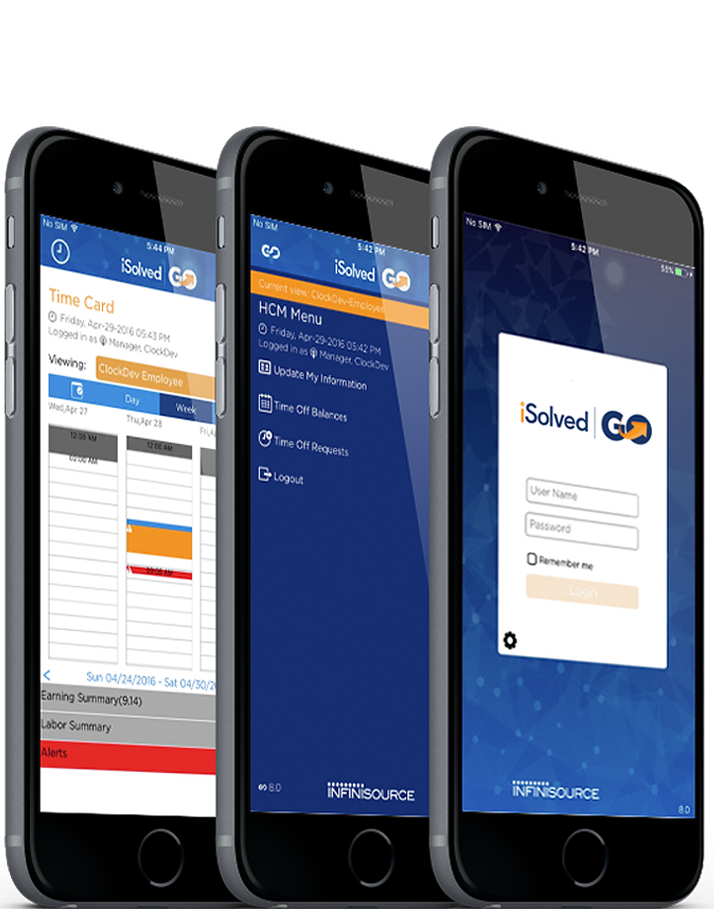 No SIM
5:44 PM
iSolved GO
Time Card
Friday, Apr-29-2016 05:43 PM
Logged in as Manager, ClockDev
Viewing:
ClockDev Employee
Day
Week
Wed,Apr 27
Thu,Apr 28
Fri,A
12:00 AM
12:00 AM
Sun 04/24/2016 - Sat 04/30/2
Earning Summary(9.14)
Labor Summary
Alerts
No SIM
5:42 PM
iSolved GO
Current view: ClockDev-Employee
HCM Menu
Friday, Apr-29-2016 05:42 PM
Logged in as Manager, ClockDev
Update My Information
Time Off Balances
Time Off Requests
Logout
8.0
INFINISOURCE
No SIM
5:42 PM
55%
iSolved GO
User Name
Password
Remember me
Login
INFINISOURCE
8.0